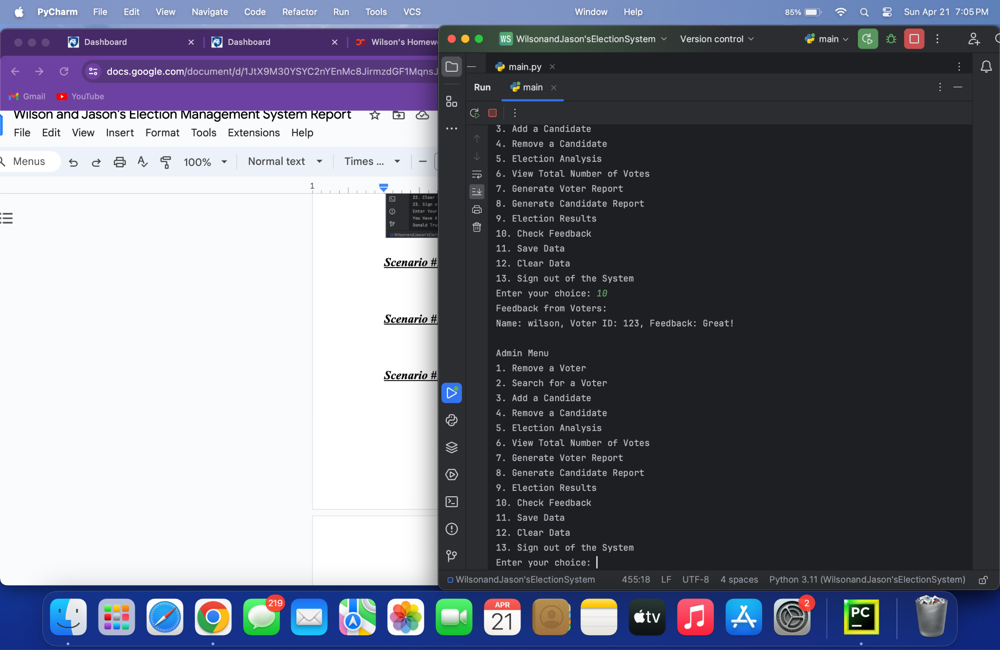 PyCharm File Edit View Navigate Code Refactor Run Tools VCS Window Help 85% Sun Apr 21 7:05 PM
Dashboard Dashboard Wilson's
docs.google.com/document/d/1JtX9M30YSYC2nYEnMc8JirmzdGF1MqnsJ
Gmail YouTube
Wilson and Jason's Election Management System Report
File Edit View Insert Format Tools Extensions Help
Menus 100% Normal text Times ...
1
22. Clear
23. Sign
Enter Your
You Have
Donald
WilsonandJason'sElect
Scenario #
Scenario #
Scenario #
WS WilsonandJason'sElectionSystem Version control main
main.py
Run main
3. Add a Candidate
4. Remove a Candidate
5. Election Analysis
6. View Total Number of Votes
7. Generate Voter Report
8. Generate Candidate Report
9. Election Results
10. Check Feedback
11. Save Data
12. Clear Data
13. Sign out of the System
Enter your choice: 10
Feedback from Voters:
Name: wilson, Voter ID: 123, Feedback: Great!
Admin Menu
1. Remove a Voter
2. Search for a Voter
3. Add a Candidate
4. Remove a Candidate
5. Election Analysis
6. View Total Number of Votes
7. Generate Voter Report
8. Generate Candidate Report
9. Election Results
10. Check Feedback
11. Save Data
12. Clear Data
13. Sign out of the System
Enter your choice:
WilsonandJason'sElectionSystem 455:18 LF UTF-8 4 spaces Python 3.11 (WilsonandJason'sElectionSystem)
219 APR 21 tv 2 PC